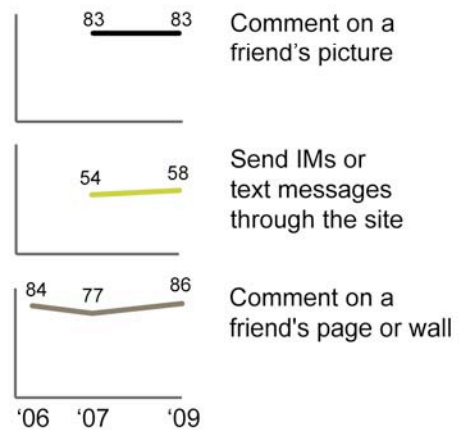 83 83
Comment on a
friend’s picture
54 58
Send IMs or
text messages
through the site
84 77 86
Comment on a
friend's page or wall
‘06 ‘07 ‘09